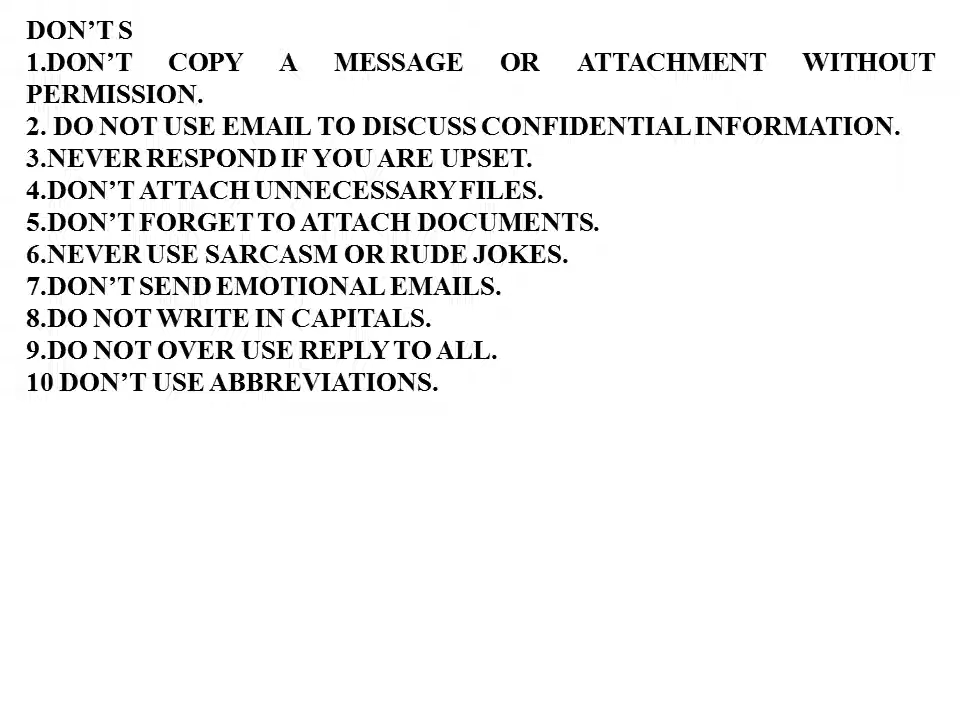 DON’T S
1.DON’T COPY A MESSAGE OR ATTACHMENT WITHOUT
PERMISSION.
2. DO NOT USE EMAIL TO DISCUSS CONFIDENTIAL INFORMATION.
3.NEVER RESPOND IF YOU ARE UPSET.
4.DON’T ATTACH UNNECESSARY FILES.
5.DON’T FORGET TO ATTACH DOCUMENTS.
6.NEVER USE SARCASM OR RUDE JOKES.
7.DON’T SEND EMOTIONAL EMAILS.
8.DO NOT WRITE IN CAPITALS.
9.DO NOT OVER USE REPLY TO ALL.
10 DON’T USE ABBREVIATIONS.